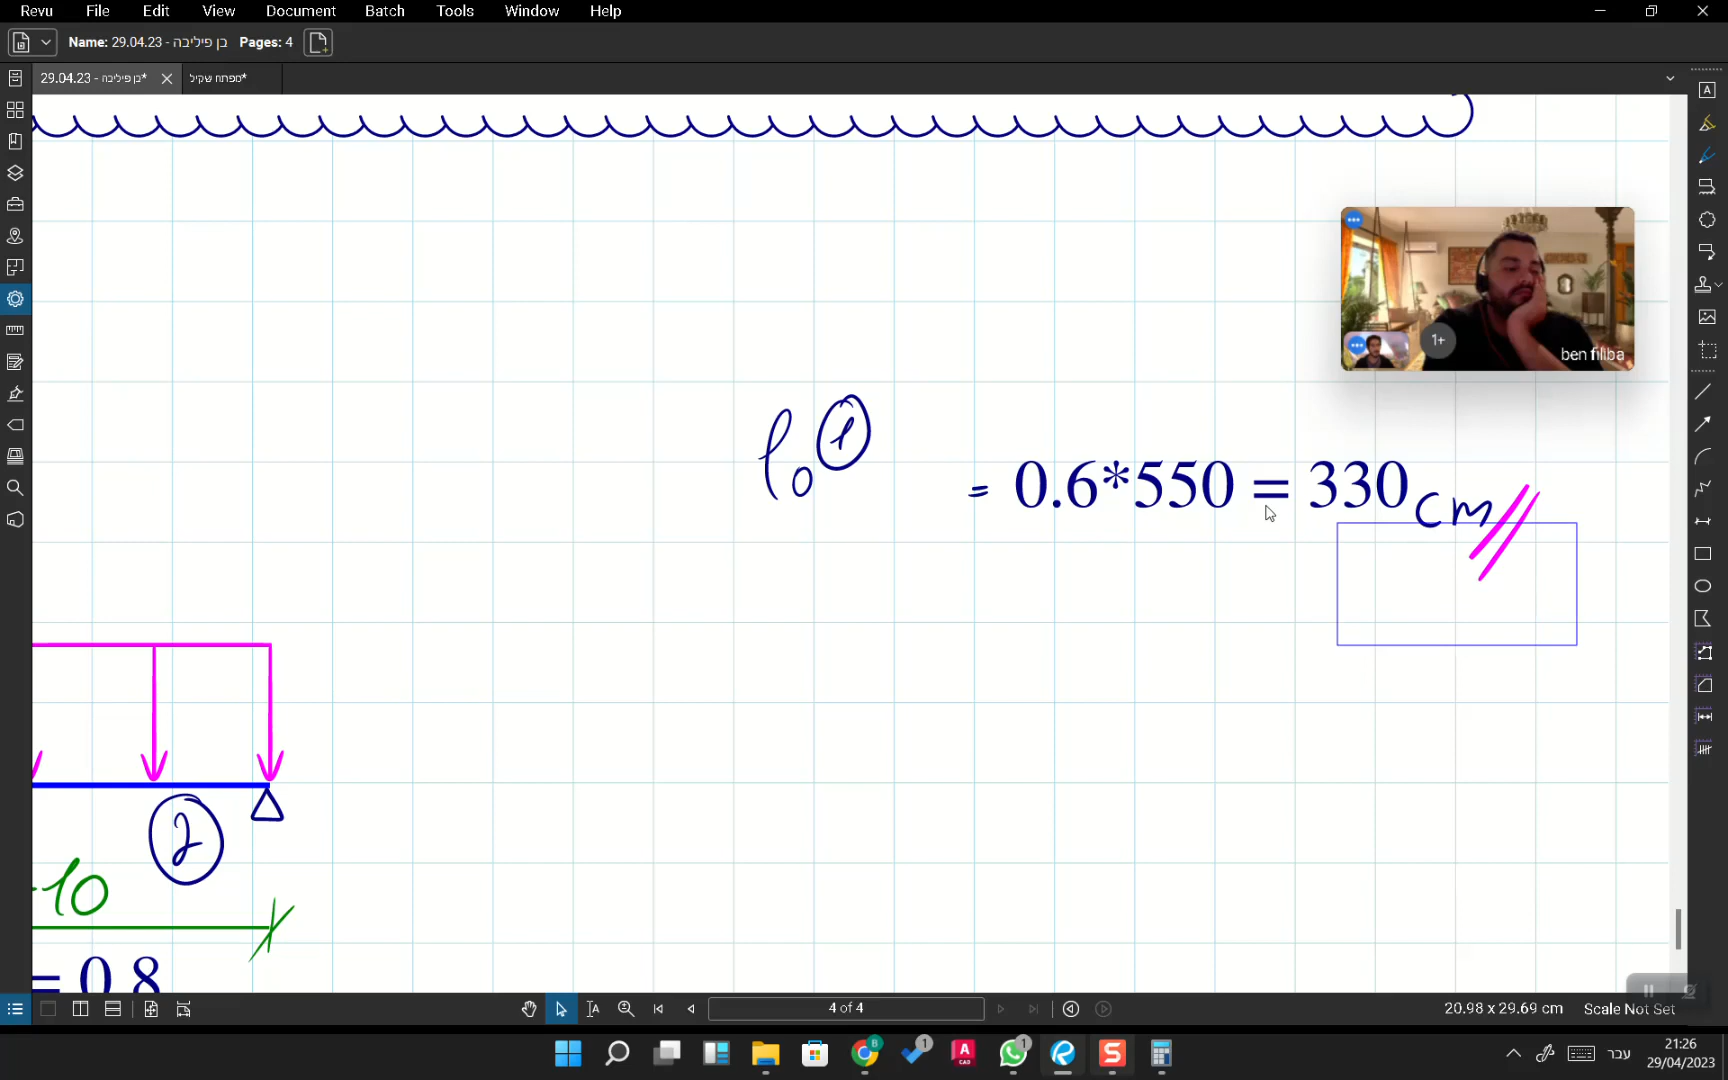 Revu File Edit View Document Batch Tools Window Help
Name: 29.04.23 - בן פיליבה Pages: 4
29.04.23 - בן פיליבה*
מפתח שקיל*
1+
ben filiba
ℓ₀ ①
= 0.6*550 = 330 cm
②
10
= 0.8
4 of 4
20.98 x 29.69 cm Scale Not Set
עבר
21:26
29/04/2023